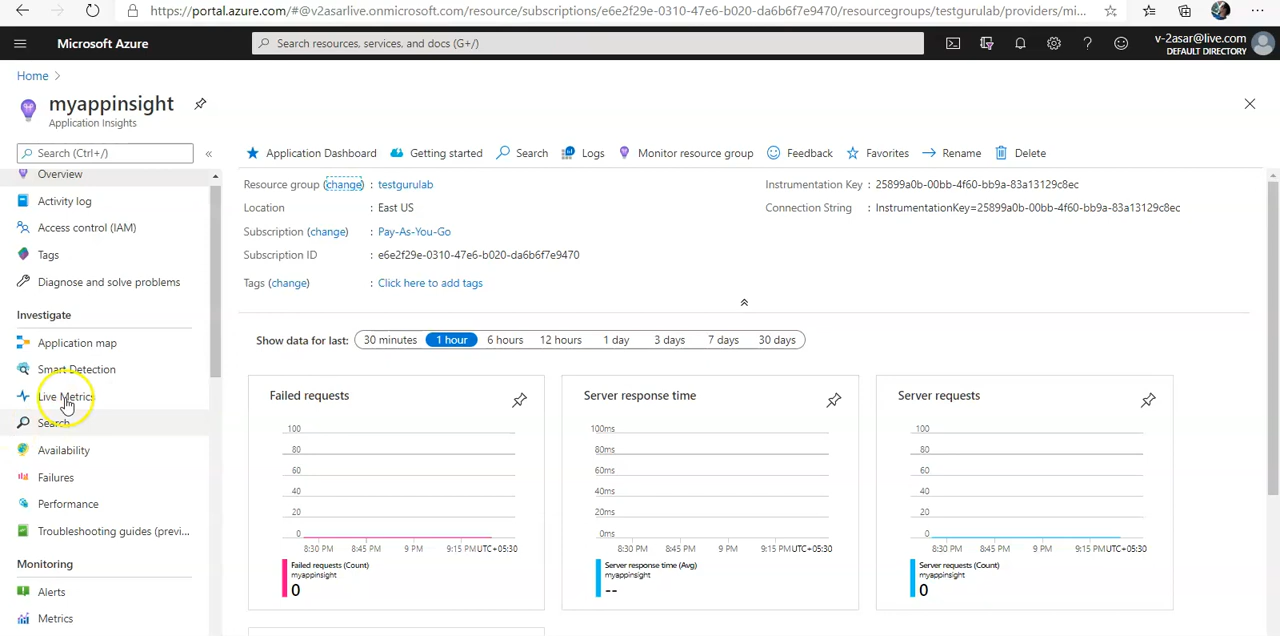 https://portal.azure.com/#@v2asarlive.onmicrosoft.com/resource/subscriptions/e6e2f29e-0310-47e6-b020-da6b6f7e9470/resourcegroups/testgurulab/providers/mi...
Microsoft Azure
Search resources, services, and docs (G+/)
v-2asar@live.com
DEFAULT DIRECTORY
Home >
myappinsight
Application Insights
Search (Ctrl+/)
«
Overview
Activity log
Access control (IAM)
Tags
Diagnose and solve problems
Investigate
Application map
Smart Detection
Live Metrics
Search
Availability
Failures
Performance
Troubleshooting guides (previ...
Monitoring
Alerts
Metrics
Application Dashboard Getting started Search Logs Monitor resource group Feedback Favorites Rename Delete
Resource group (change) : testgurulab
Location : East US
Subscription (change) : Pay-As-You-Go
Subscription ID : e6e2f29e-0310-47e6-b020-da6b6f7e9470
Tags (change) : Click here to add tags
Instrumentation Key : 25899a0b-00bb-4f60-bb9a-83a13129c8ec
Connection String : InstrumentationKey=25899a0b-00bb-4f60-bb9a-83a13129c8ec
Show data for last: 30 minutes 1 hour 6 hours 12 hours 1 day 3 days 7 days 30 days
Failed requests
100
80
60
40
20
0
8:30 PM 8:45 PM 9 PM 9:15 PM UTC+05:30
Failed requests (Count)
myappinsight
0
Server response time
100ms
80ms
60ms
40ms
20ms
0ms
8:30 PM 8:45 PM 9 PM 9:15 PM UTC+05:30
Server response time (Avg)
myappinsight
--
Server requests
100
80
60
40
20
0
8:30 PM 8:45 PM 9 PM 9:15 PM UTC+05:30
Server requests (Count)
myappinsight
0